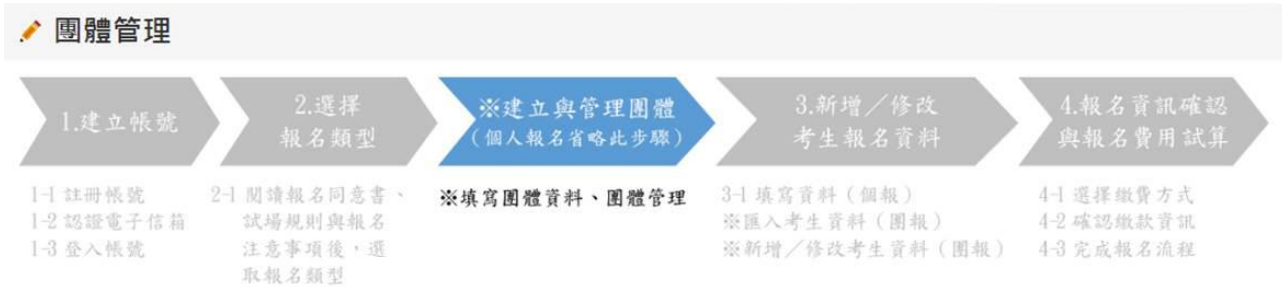 團體管理
1.建立帳號
2.選擇
報名類型
※建立與管理團體
(個人報名省略此步驟)
3.新增／修改
考生報名資料
4.報名資訊確認
與報名費用試算
1-1 註冊帳號
1-2 認證電子信箱
1-3 登入帳號
2-1 閱讀報名同意書、
試場規則與報名
注意事項後，選
取報名類型
※填寫團體資料、團體管理
3-1 填寫資料（個報）
※匯入考生資料（團報）
※新增／修改考生資料（團報）
4-1 選擇繳費方式
4-2 確認繳款資訊
4-3 完成報名流程